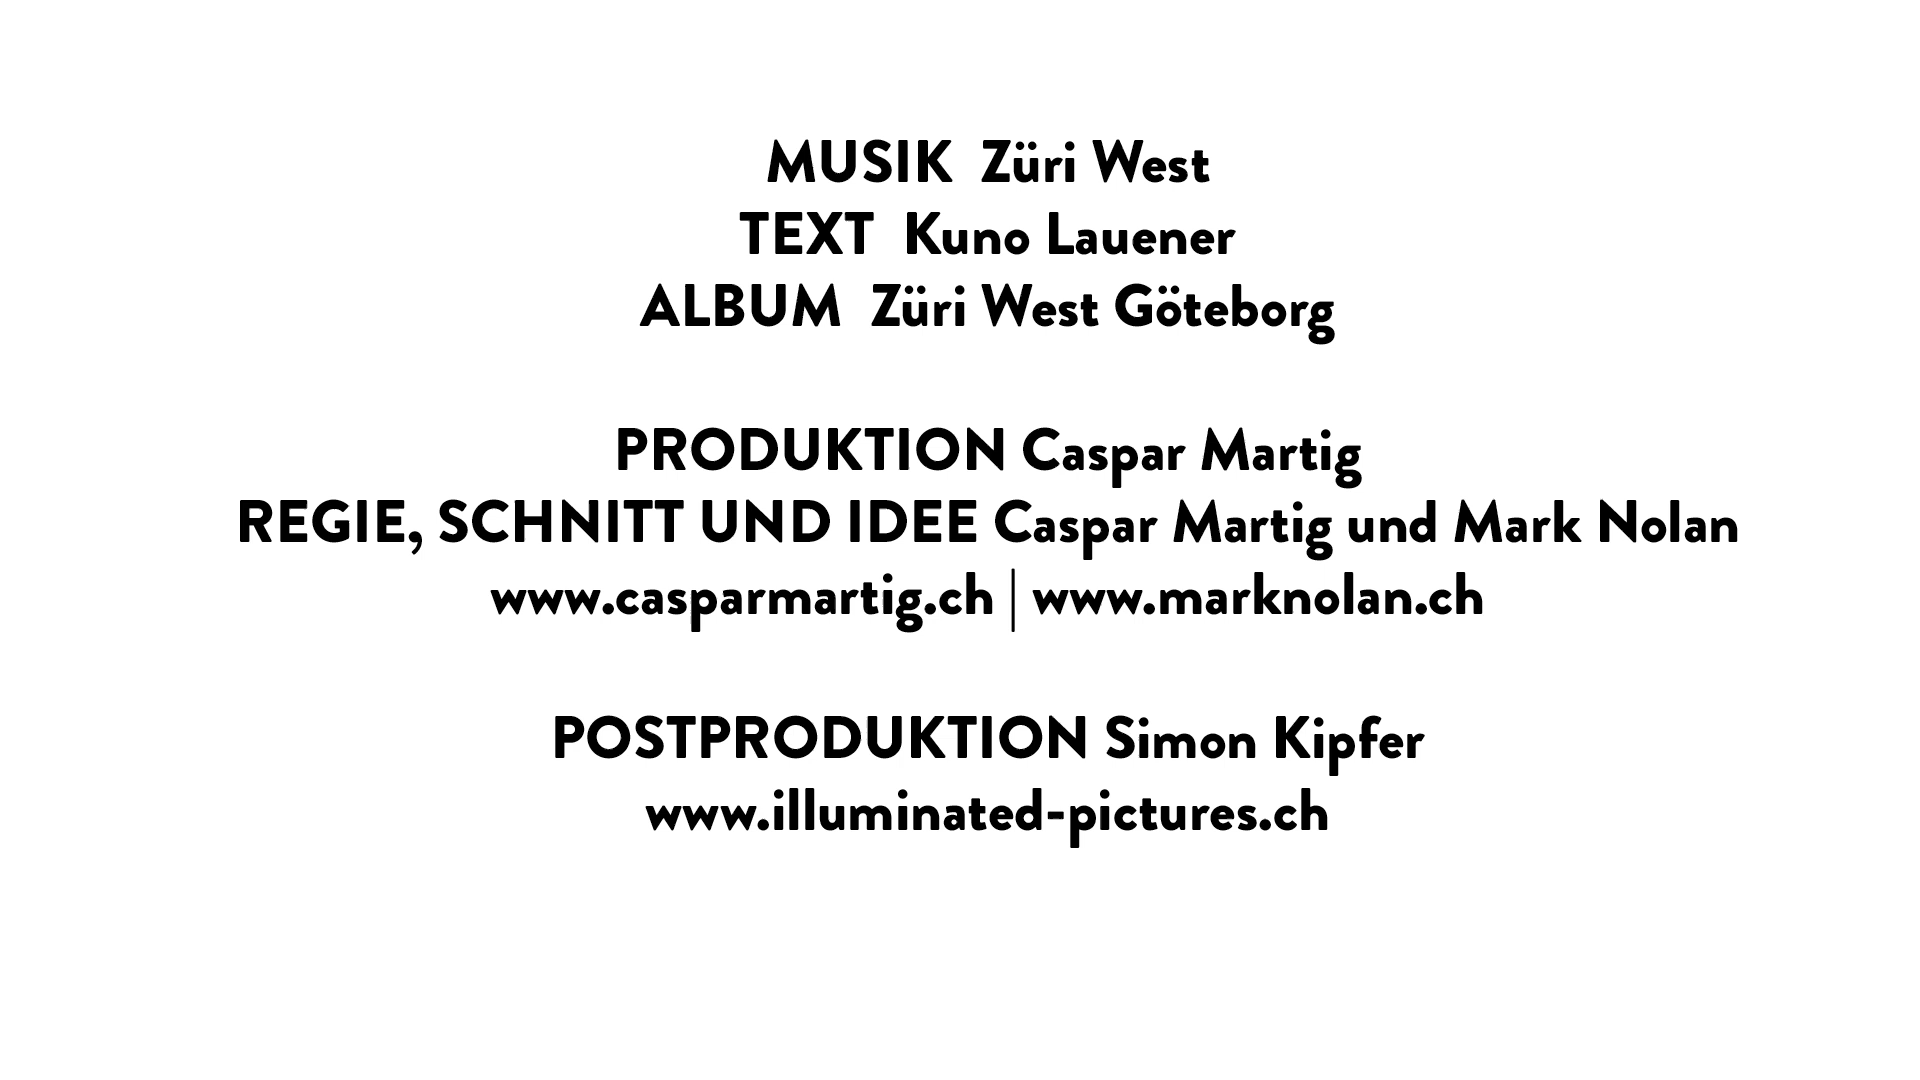 MUSIK  Züri West
TEXT  Kuno Lauener
ALBUM  Züri West Göteborg
PRODUKTION Caspar Martig
REGIE, SCHNITT UND IDEE Caspar Martig und Mark Nolan
www.casparmartig.ch | www.marknolan.ch
POSTPRODUKTION Simon Kipfer
www.illuminated-pictures.ch